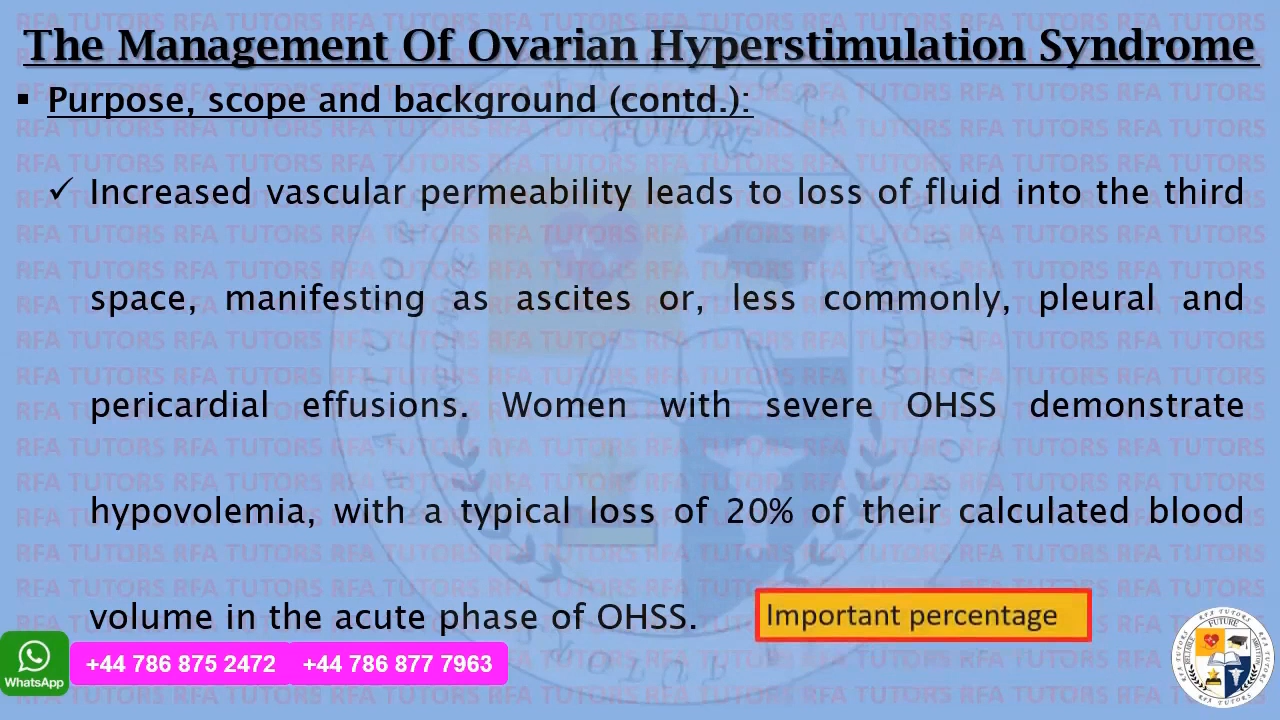 The Management Of Ovarian Hyperstimulation Syndrome
▪ Purpose, scope and background (contd.):
✓ Increased vascular permeability leads to loss of fluid into the third
space, manifesting as ascites or, less commonly, pleural and
pericardial effusions. Women with severe OHSS demonstrate
hypovolemia, with a typical loss of 20% of their calculated blood
volume in the acute phase of OHSS.
Important percentage
WhatsApp
+44 786 875 2472
+44 786 877 7963
RFA TUTORS
FUTURE